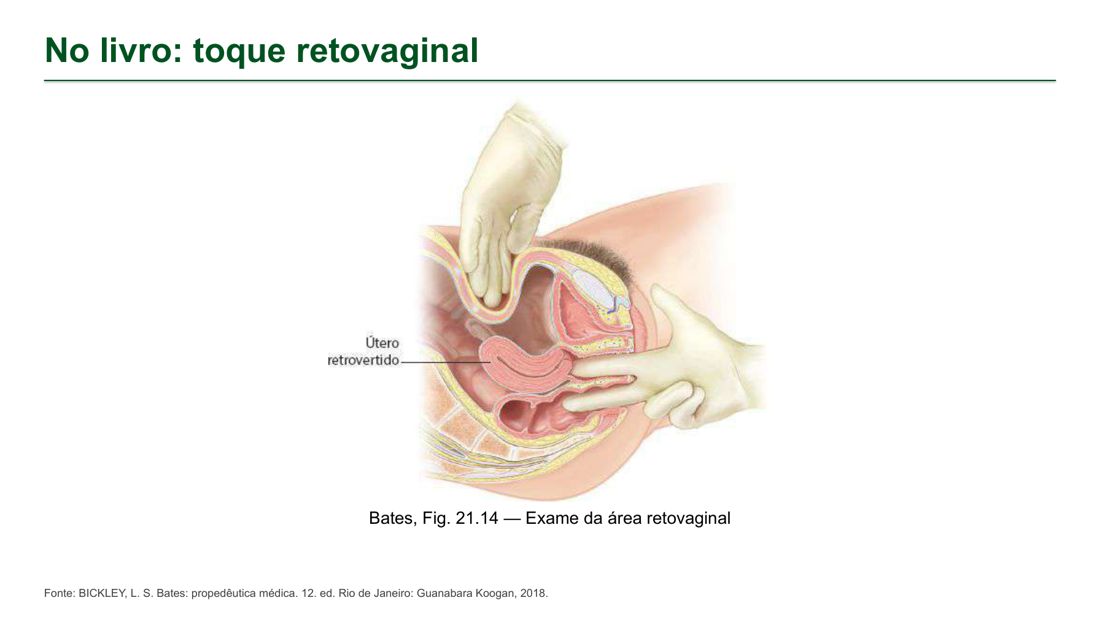 No livro: toque retovaginal
Útero
retrovertido
Bates, Fig. 21.14 — Exame da área retovaginal
Fonte: BICKLEY, L. S. Bates: propedêutica médica. 12. ed. Rio de Janeiro: Guanabara Koogan, 2018.